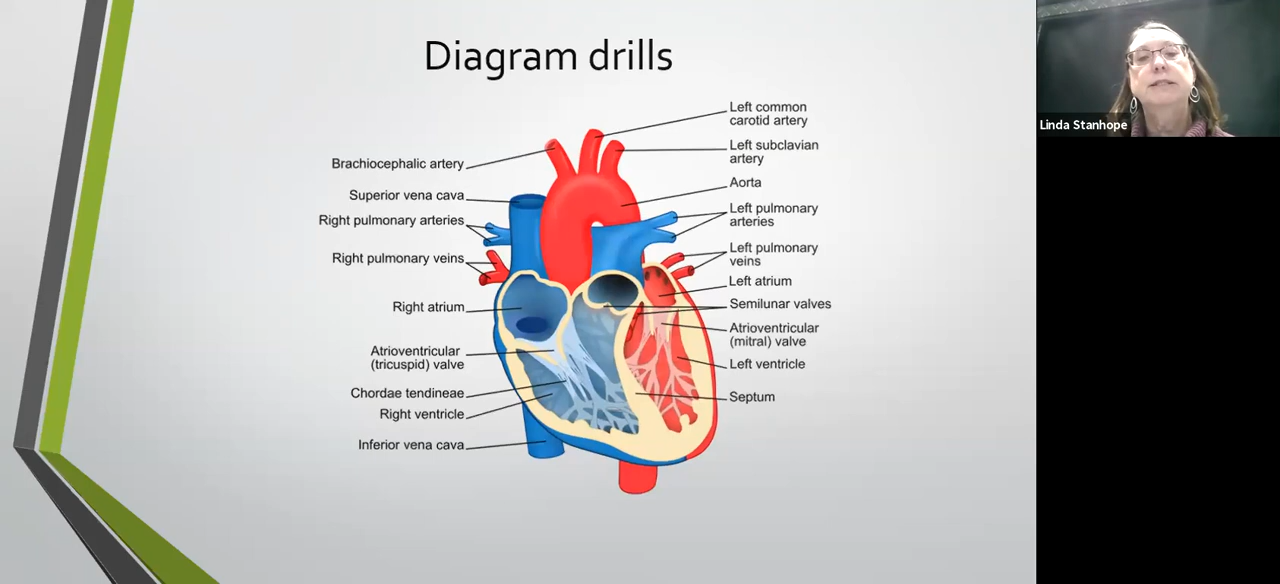 Diagram drills
Linda Stanhope
Left common
carotid artery
Left subclavian
artery
Brachiocephalic artery
Aorta
Superior vena cava
Left pulmonary
arteries
Right pulmonary arteries
Left pulmonary
veins
Right pulmonary veins
Left atrium
Right atrium
Semilunar valves
Atrioventricular
(mitral) valve
Atrioventricular
(tricuspid) valve
Left ventricle
Chordae tendineae
Septum
Right ventricle
Inferior vena cava